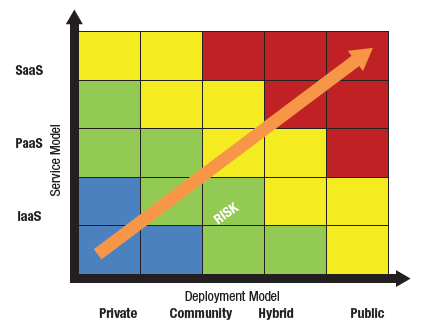 SaaS
PaaS
IaaS
Service Model
RISK
Deployment Model
Private Community Hybrid Public